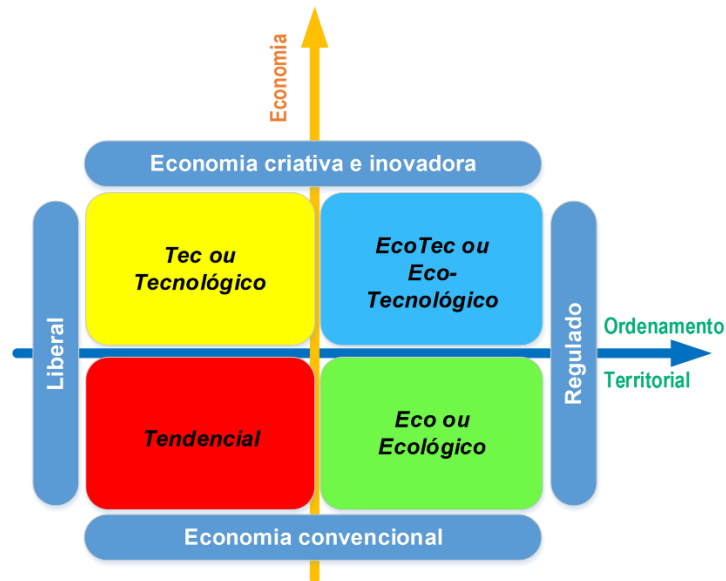 Economia
Economia criativa e inovadora
Tec ou
Tecnológico
EcoTec ou
Eco-
Tecnológico
Liberal
Regulado
Ordenamento
Territorial
Tendencial
Eco ou
Ecológico
Economia convencional